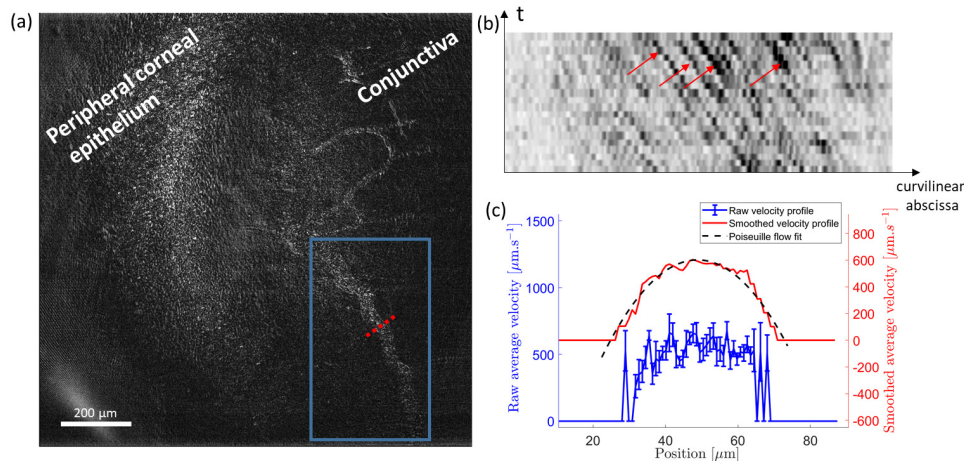 (a)
Peripheral corneal
epithelium
Conjunctiva
200 μm
(b)
t
curvilinear
abscissa
(c)
Raw velocity profile
Smoothed velocity profile
Poiseuille flow fit
Raw average velocity [μm.s⁻¹]
1500
1000
500
0
Smoothed average velocity [μm.s⁻¹]
800
600
400
200
0
-200
-400
-600
20 40 60 80
Position [μm]